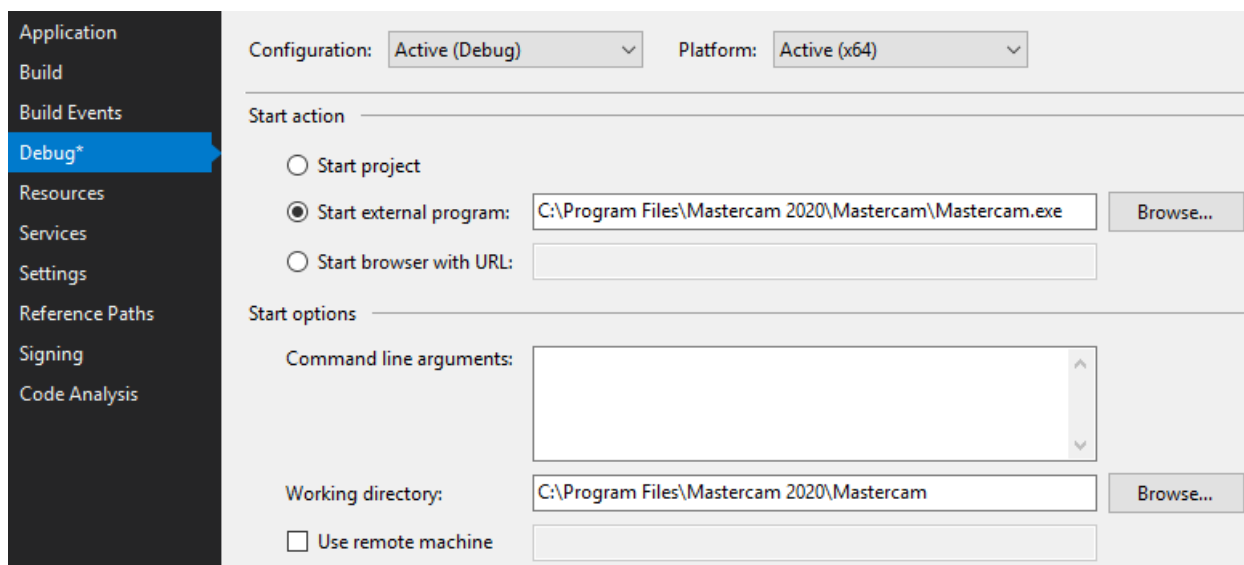 Application
Build
Build Events
Debug*
Resources
Services
Settings
Reference Paths
Signing
Code Analysis
Configuration: Active (Debug) Platform: Active (x64)
Start action
Start project
Start external program: C:\Program Files\Mastercam 2020\Mastercam\Mastercam.exe Browse...
Start browser with URL:
Start options
Command line arguments:
Working directory: C:\Program Files\Mastercam 2020\Mastercam Browse...
Use remote machine